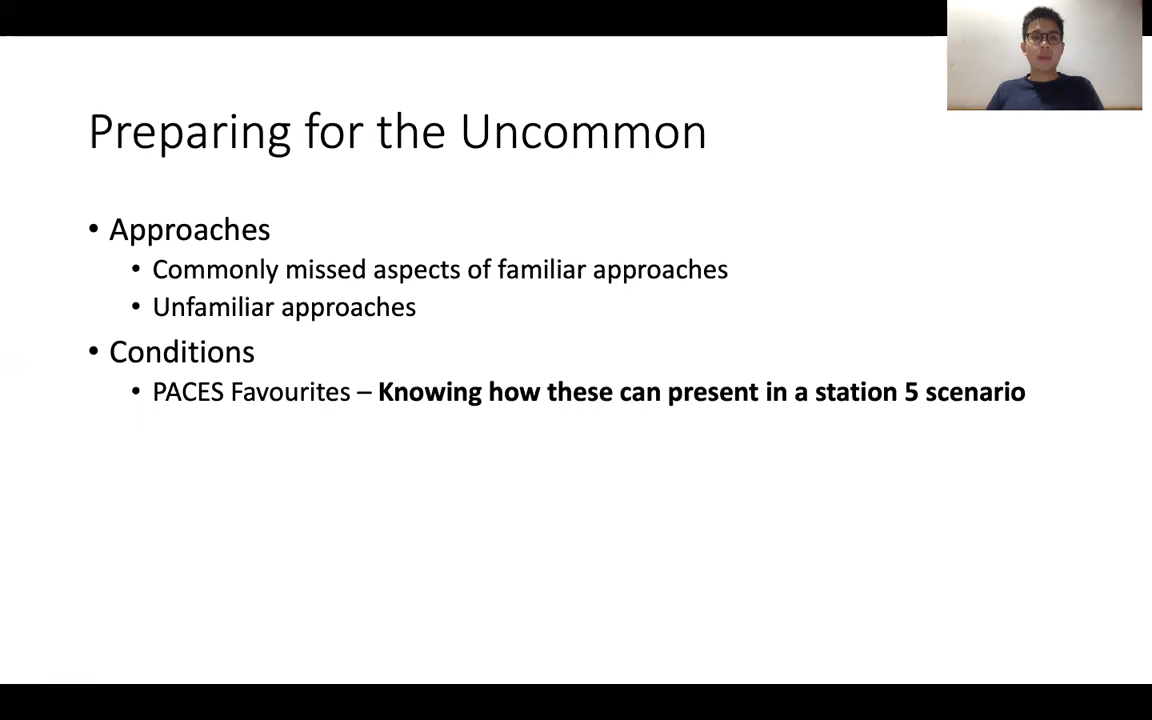 Preparing for the Uncommon
• Approaches
• Commonly missed aspects of familiar approaches
• Unfamiliar approaches
• Conditions
• PACES Favourites – Knowing how these can present in a station 5 scenario